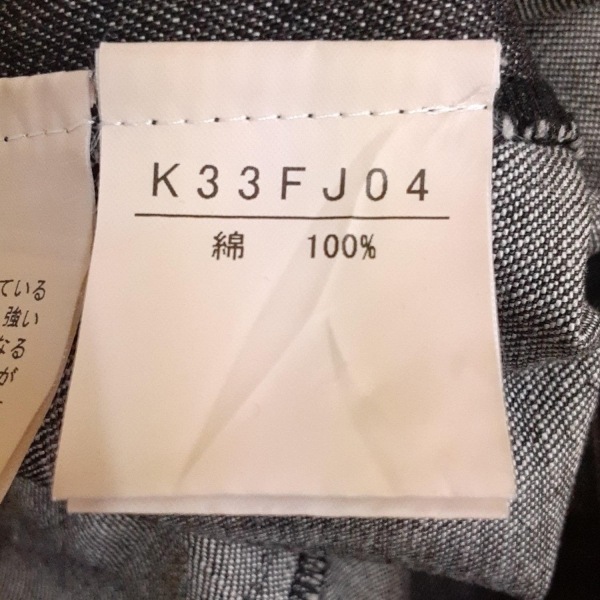 K33FJ04
綿 100%
ている
強い
なる
が